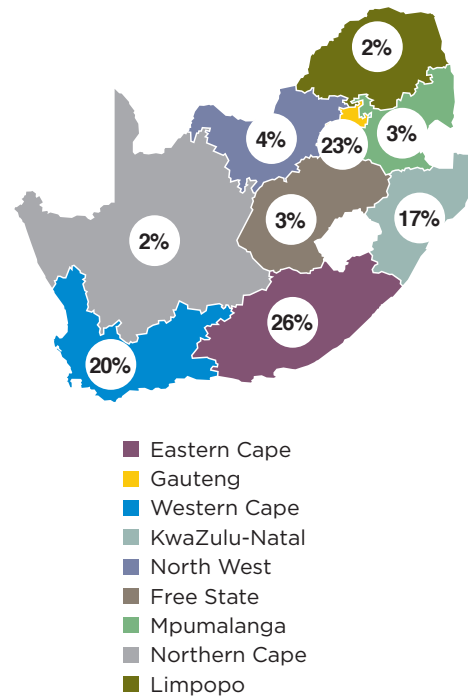 2%
4%
23%
3%
17%
3%
2%
26%
20%
Eastern Cape
Gauteng
Western Cape
KwaZulu-Natal
North West
Free State
Mpumalanga
Northern Cape
Limpopo